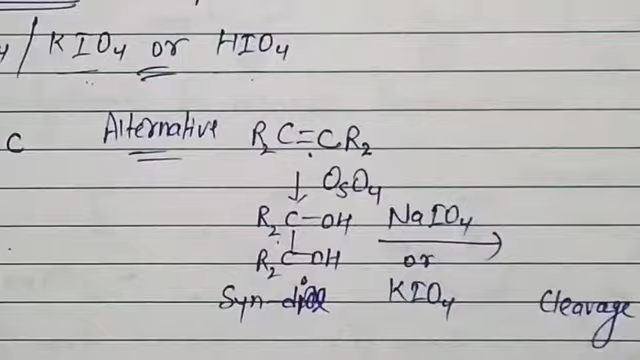 / KIO4 or HIO4
C Alternative R2C=CR2
↓ OsO4
R2C-OH NaIO4
R2C-OH or
Syn-diol KIO4 Cleavage